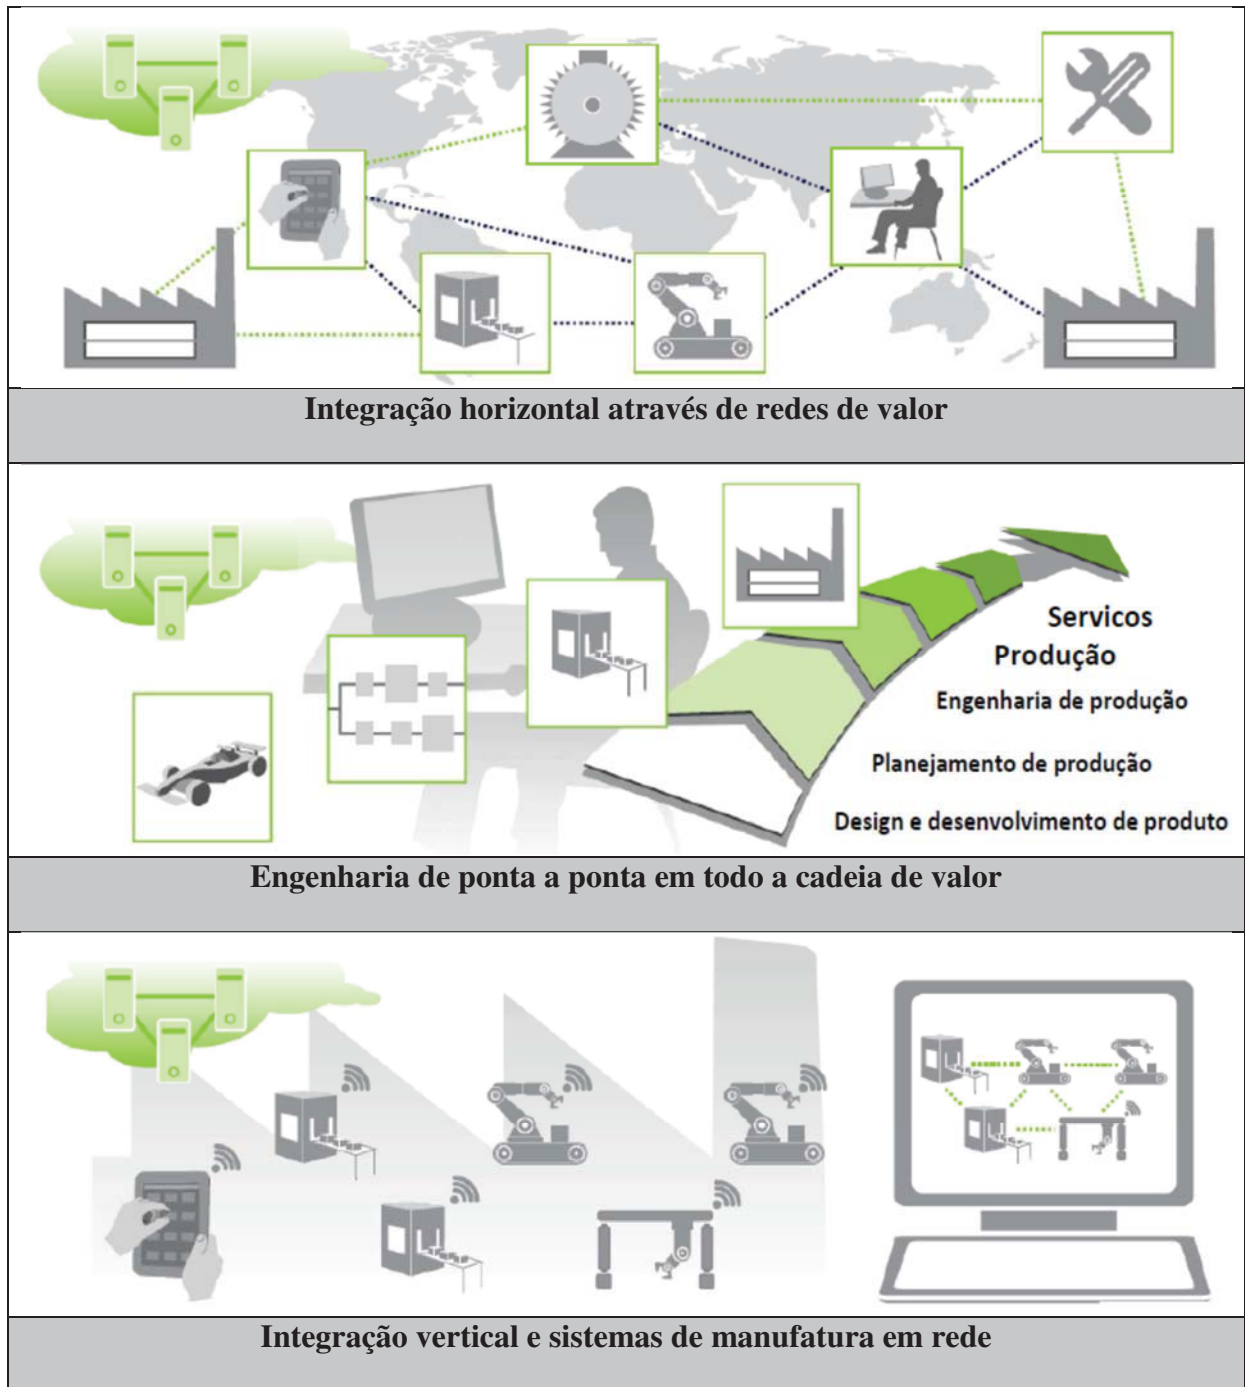 Integração horizontal através de redes de valor
Servicos
Produção
Engenharia de produção
Planejamento de produção
Design e desenvolvimento de produto
Engenharia de ponta a ponta em todo a cadeia de valor
Integração vertical e sistemas de manufatura em rede